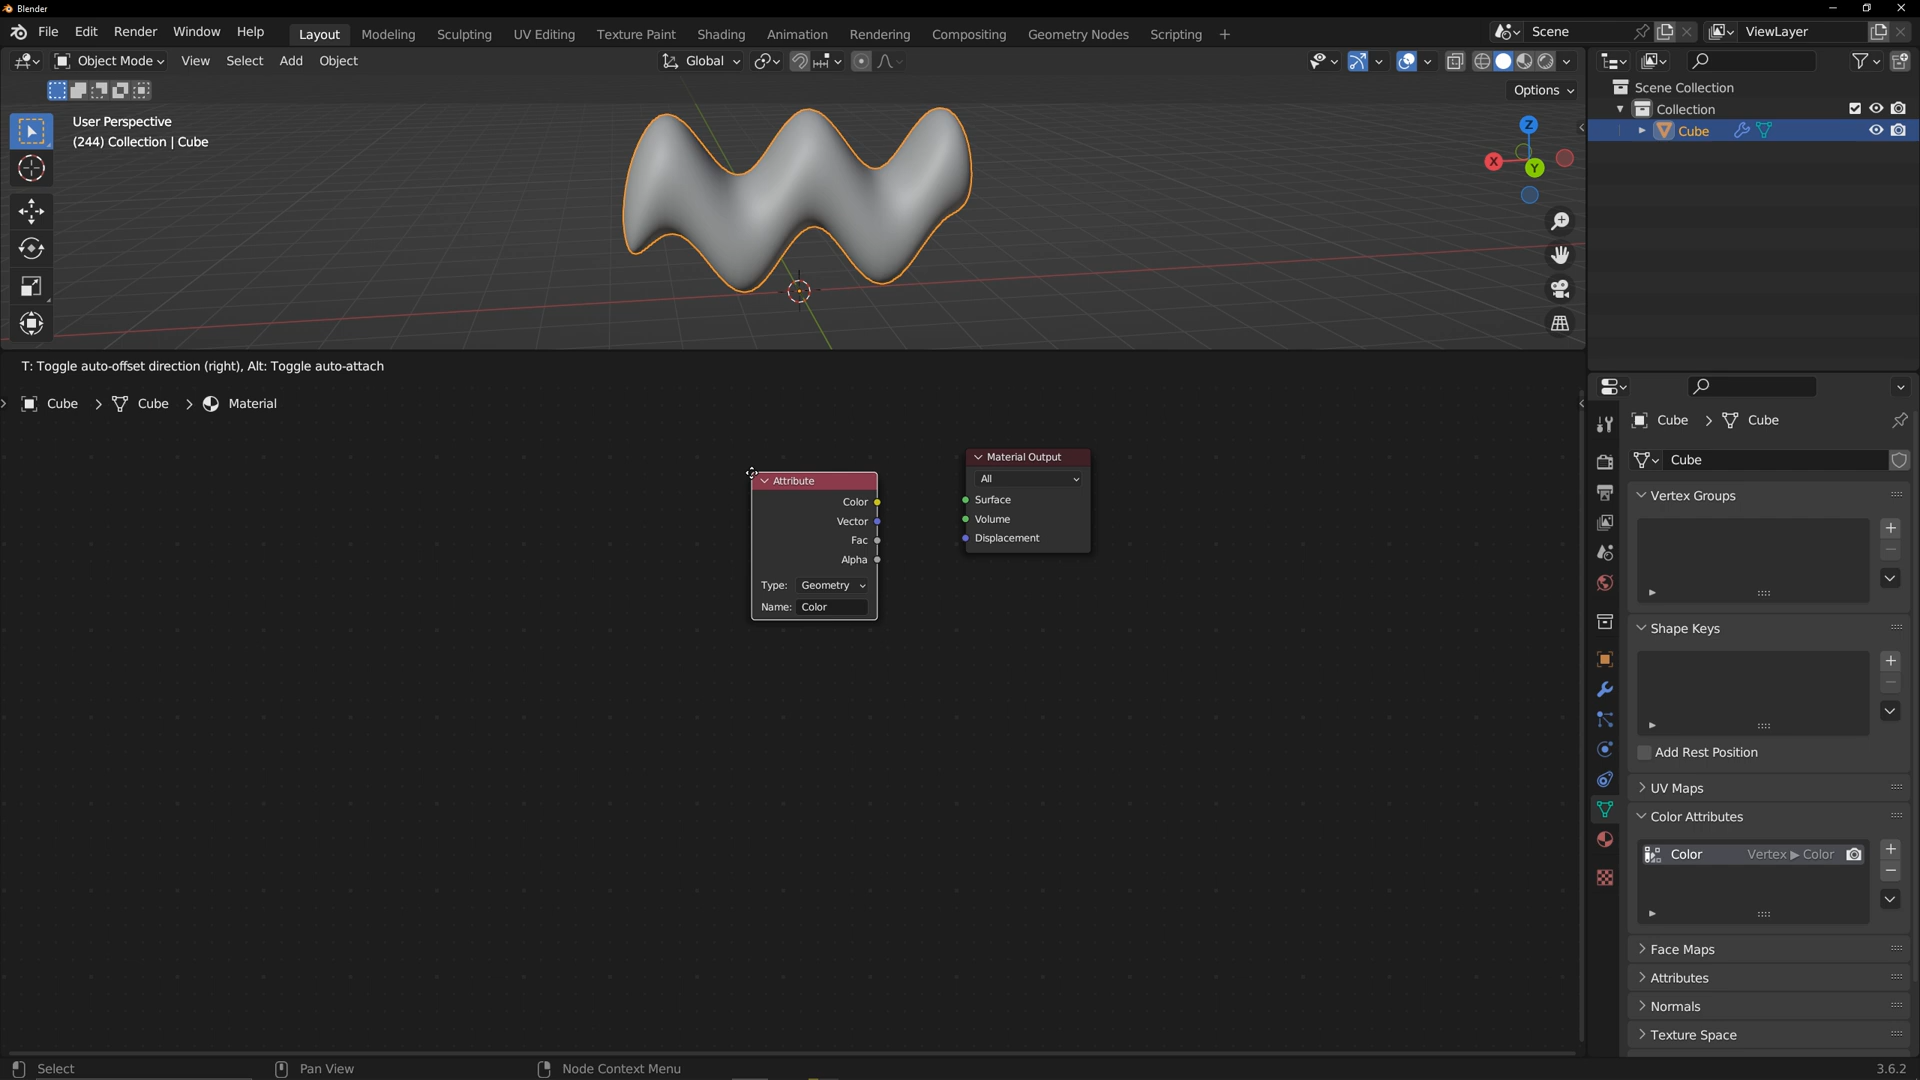 Blender
File Edit Render Window Help Layout Modeling Sculpting UV Editing Texture Paint Shading Animation Rendering Compositing Geometry Nodes Scripting + Scene ViewLayer
Object Mode View Select Add Object Global
Options
User Perspective
(244) Collection | Cube
Z
X
Y
Scene Collection
Collection
Cube
T: Toggle auto-offset direction (right), Alt: Toggle auto-attach
Cube > Cube > Material
Attribute
Color
Vector
Fac
Alpha
Type: Geometry
Name: Color
Material Output
All
Surface
Volume
Displacement
Cube > Cube
Cube
Vertex Groups
Shape Keys
Add Rest Position
UV Maps
Color Attributes
Color Vertex ▶ Color
Face Maps
Attributes
Normals
Texture Space
Select Pan View Node Context Menu 3.6.2